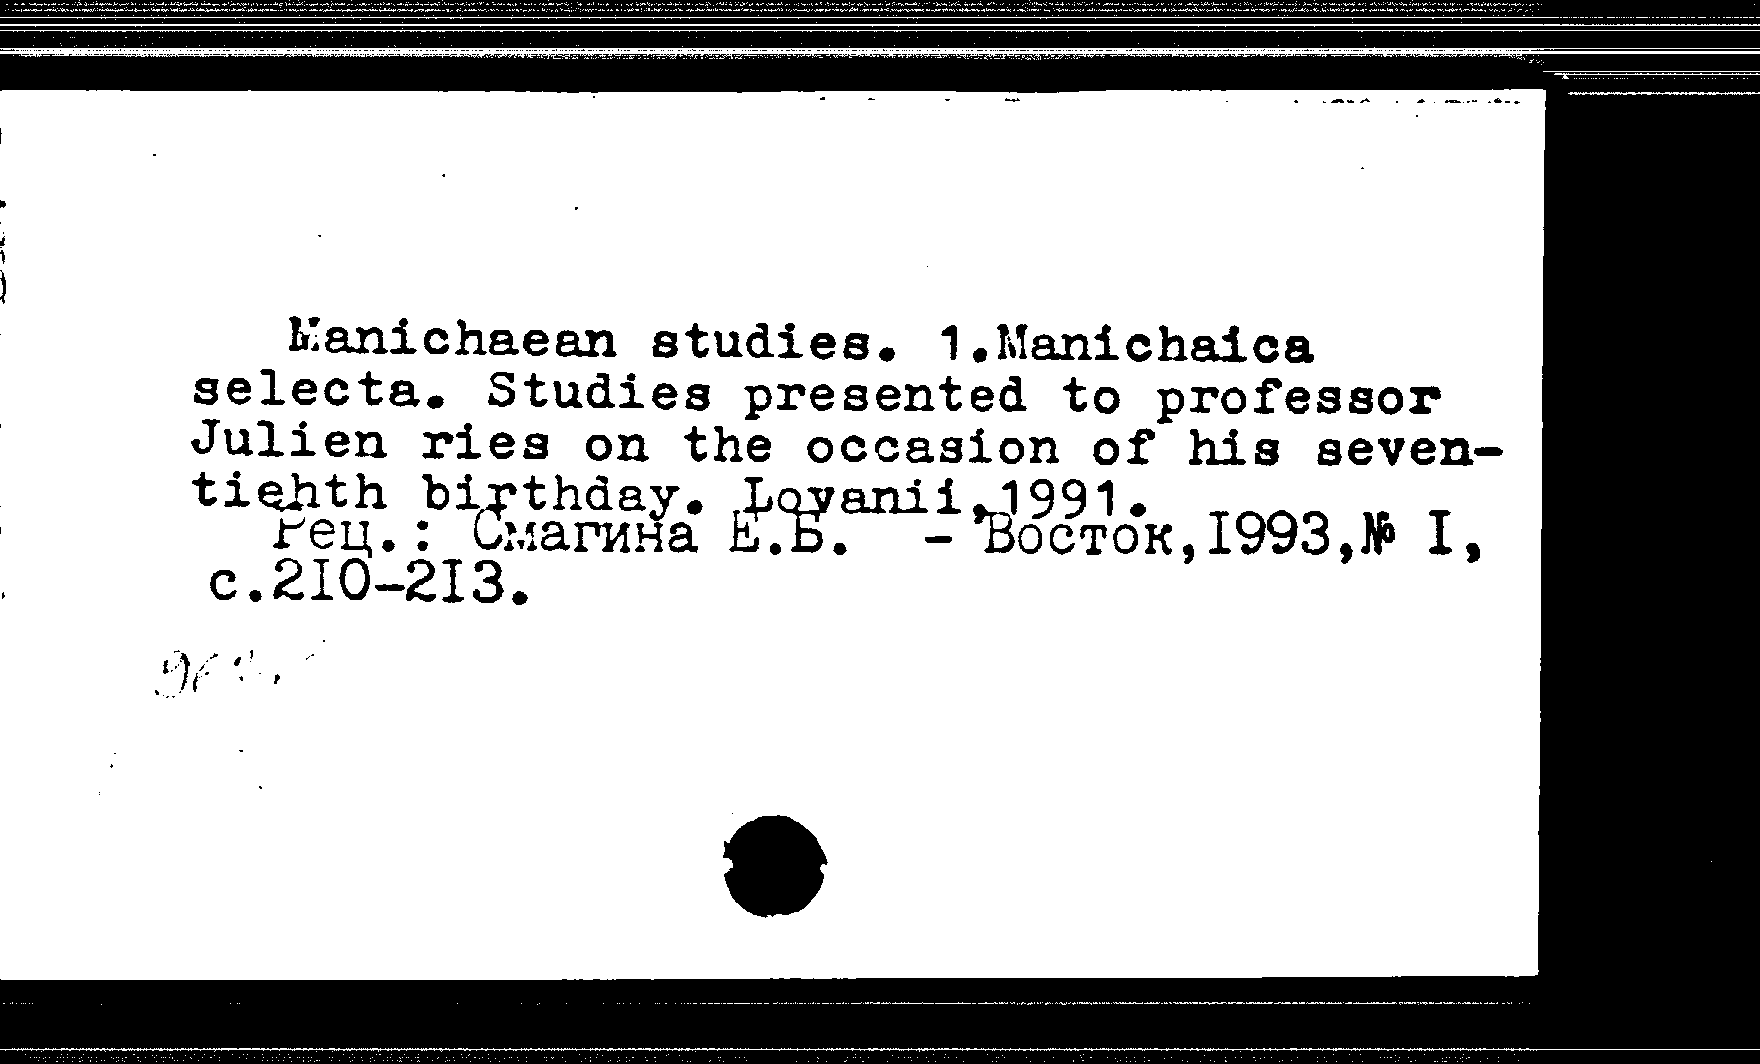 Manichaean studies. 1.Manichaica
selecta. Studies presented to professor
Julien ries on the occasion of his seven-
tiehth birthday. Lovanii,1991.
Рец.: Смагина Е.Б. - Восток,I993,№ I,
с.2I0-2I3.